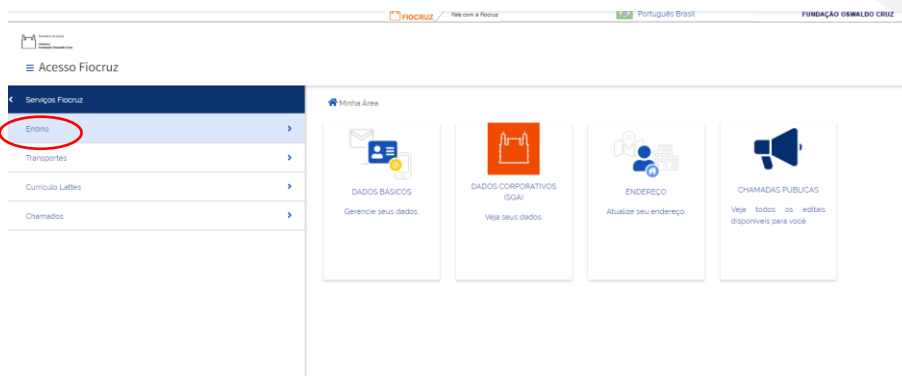 FIOCRUZ
Fale com a Fiocruz
Português Brasil
FUNDAÇÃO OSWALDO CRUZ
Acesso Fiocruz
Serviços Fiocruz
Ensino
Transportes
Currículo Lattes
Chamados
Minha Área
DADOS BÁSICOS
Gerencie seus dados.
DADOS CORPORATIVOS
(SGA)
Veja seus dados.
ENDEREÇO
Atualize seu endereço.
CHAMADAS PÚBLICAS
Veja todos os editais
disponíveis para você.